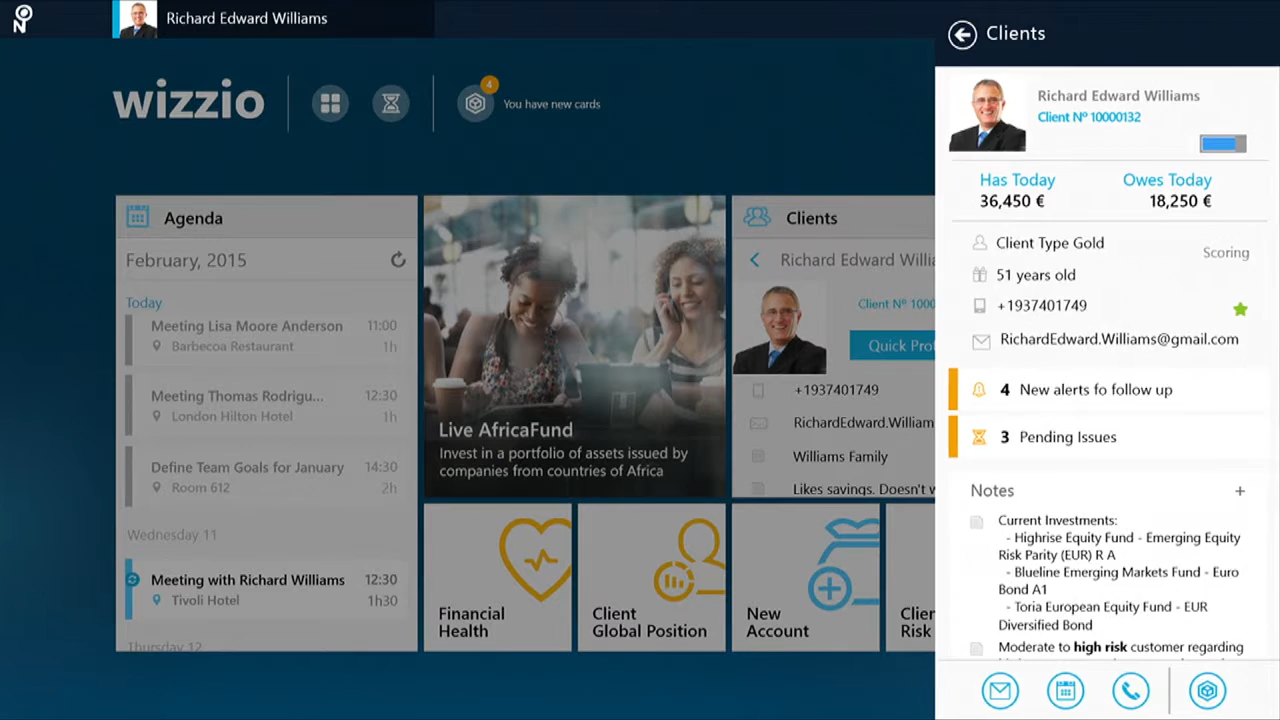 Richard Edward Williams
wizzio
4
You have new cards
Agenda
February, 2015
Today
Meeting Lisa Moore Anderson 11:00
Barbecoa Restaurant 1h
Meeting Thomas Rodrigu... 12:30
London Hilton Hotel 1h
Define Team Goals for January 14:30
Room 612 2h
Wednesday 11
Meeting with Richard Williams 12:30
Tivoli Hotel 1h30
Thursday 12
Live AfricaFund
Invest in a portfolio of assets issued by
companies from countries of Africa
Financial
Health
Client
Global Position
New
Account
Clients
Richard Edward Willia
Client Nº 1000
Quick Prof
+1937401749
RichardEdward.William
Williams Family
Likes savings. Doesn't w
Clien
Risk
Clients
Richard Edward Williams
Client Nº 10000132
Has Today Owes Today
36,450 € 18,250 €
Client Type Gold
Scoring
51 years old
+1937401749
RichardEdward.Williams@gmail.com
4 New alerts fo follow up
3 Pending Issues
Notes +
Current Investments:
- Highrise Equity Fund - Emerging Equity
Risk Parity (EUR) R A
- Blueline Emerging Markets Fund - Euro
Bond A1
- Toria European Equity Fund - EUR
Diversified Bond
Moderate to high risk customer regarding